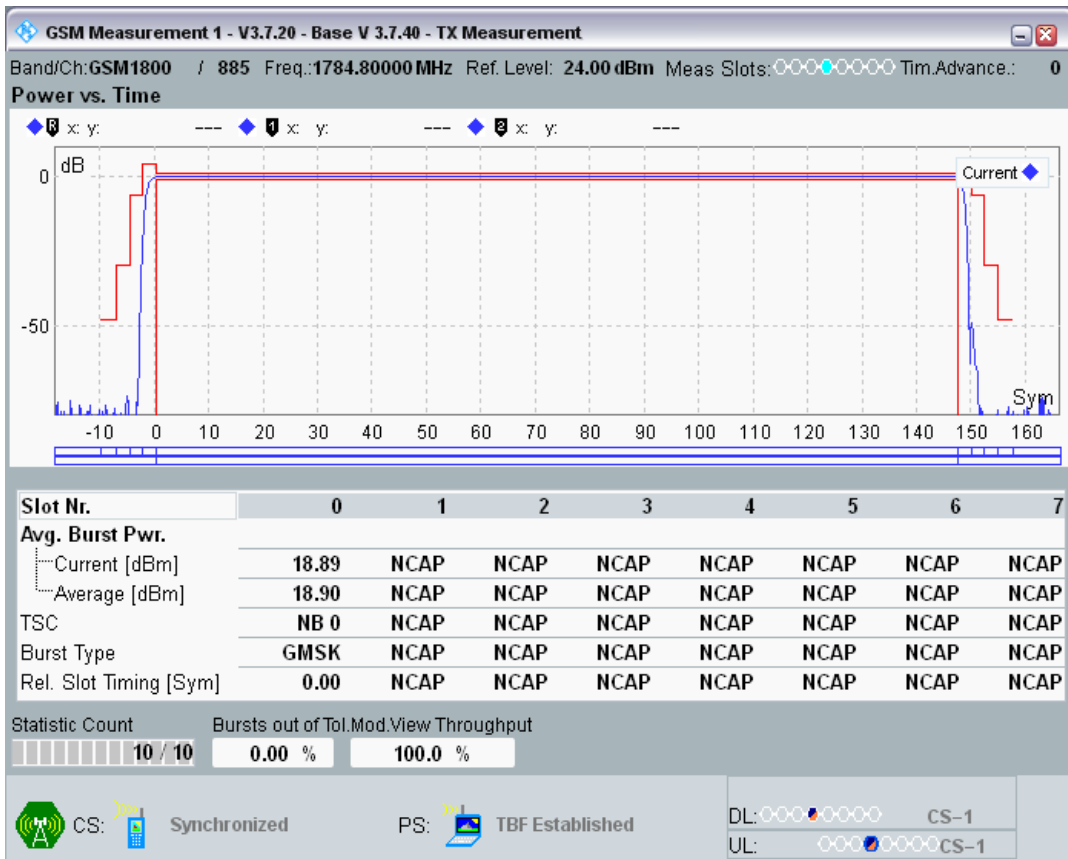 GSM Measurement 1 - V3.7.20 - Base V 3.7.40 - TX Measurement
Band/Ch:GSM1800 / 885 Freq.:1784.80000 MHz Ref. Level: 24.00 dBm Meas Slots: Tim.Advance.: 0
Power vs. Time
R x: y: --- 1 x: y: --- 2 x: y: ---
dB
Current
0
-50
Sym
-10 0 10 20 30 40 50 60 70 80 90 100 110 120 130 140 150 160
Slot Nr. 0 1 2 3 4 5 6 7
Avg. Burst Pwr.
Current [dBm] 18.89 NCAP NCAP NCAP NCAP NCAP NCAP NCAP
Average [dBm] 18.90 NCAP NCAP NCAP NCAP NCAP NCAP NCAP
TSC NB 0 NCAP NCAP NCAP NCAP NCAP NCAP NCAP
Burst Type GMSK NCAP NCAP NCAP NCAP NCAP NCAP NCAP
Rel. Slot Timing [Sym] 0.00 NCAP NCAP NCAP NCAP NCAP NCAP NCAP
Statistic Count Bursts out of Tol.Mod.View Throughput
10 / 10 0.00 % 100.0 %
CS: Synchronized PS: TBF Established
DL: CS-1
UL: CS-1